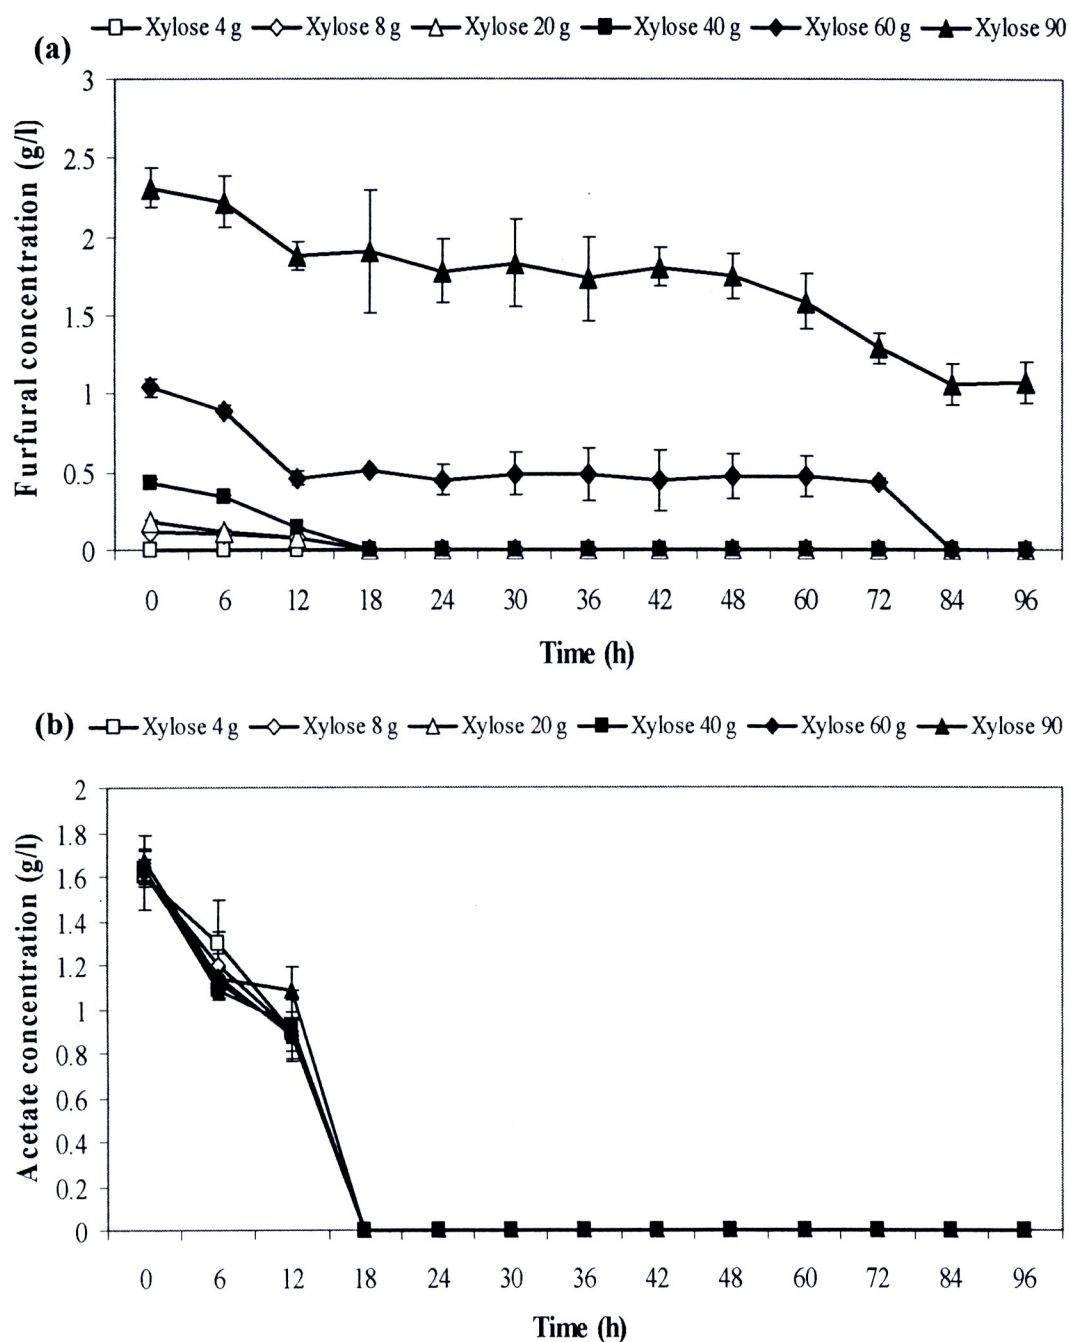 (a) Xylose 4 g Xylose 8 g Xylose 20 g Xylose 40 g Xylose 60 g Xylose 90
Furfural concentration (g/l)
3
2.5
2
1.5
1
0.5
0
0 6 12 18 24 30 36 42 48 60 72 84 96
Time (h)
(b) Xylose 4 g Xylose 8 g Xylose 20 g Xylose 40 g Xylose 60 g Xylose 90
Acetate concentration (g/l)
2
1.8
1.6
1.4
1.2
1
0.8
0.6
0.4
0.2
0
0 6 12 18 24 30 36 42 48 60 72 84 96
Time (h)